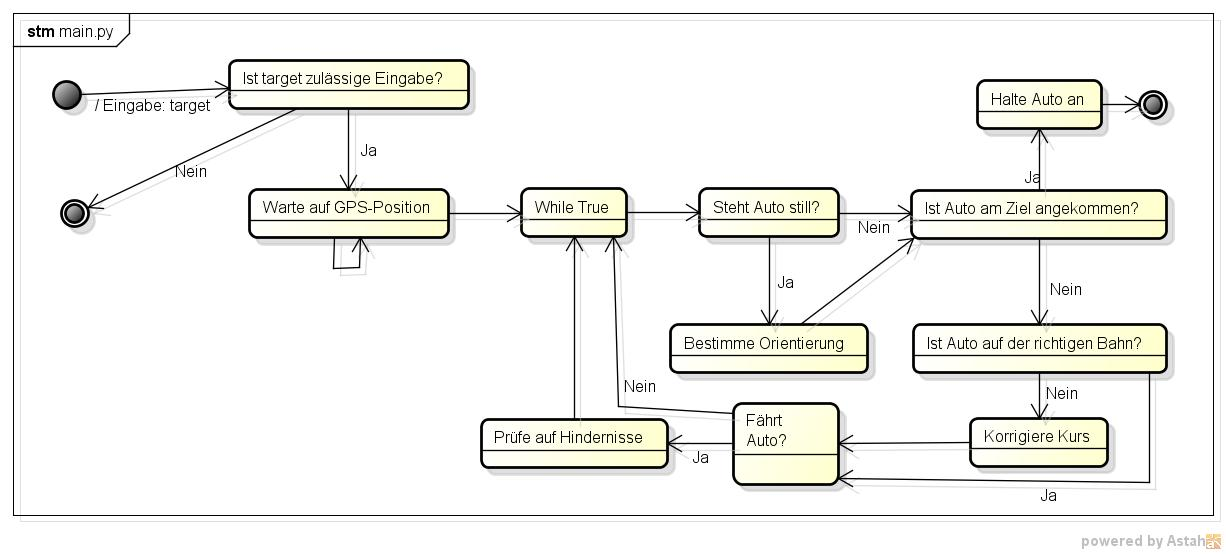 stm main.py
Ist target zulässige Eingabe?
/ Eingabe: target
Ja
Nein
Halte Auto an
Ja
Warte auf GPS-Position
While True
Steht Auto still?
Nein
Ist Auto am Ziel angekommen?
Ja
Nein
Bestimme Orientierung
Ist Auto auf der richtigen Bahn?
Nein
Nein
Fährt
Auto?
Prüfe auf Hindernisse
Ja
Korrigiere Kurs
Ja
powered by Astah